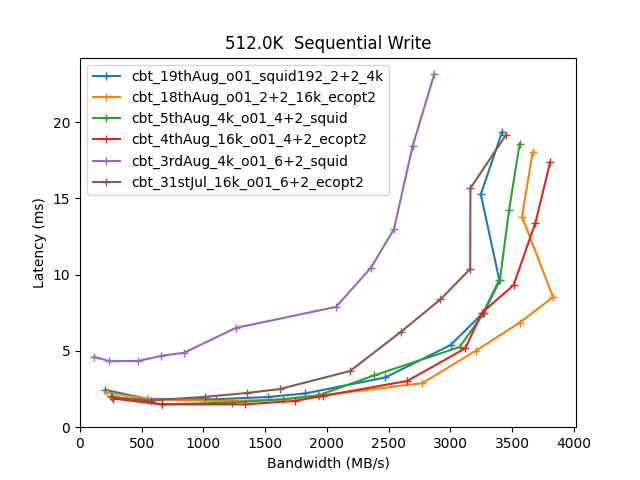 512.0K  Sequential Write
cbt_19thAug_o01_squid192_2+2_4k
cbt_18thAug_o01_2+2_16k_ecopt2
cbt_5thAug_4k_o01_4+2_squid
cbt_4thAug_16k_o01_4+2_ecopt2
cbt_3rdAug_4k_o01_6+2_squid
cbt_31stJul_16k_o01_6+2_ecopt2
Latency (ms)
20
15
10
5
0
0 500 1000 1500 2000 2500 3000 3500 4000
Bandwidth (MB/s)